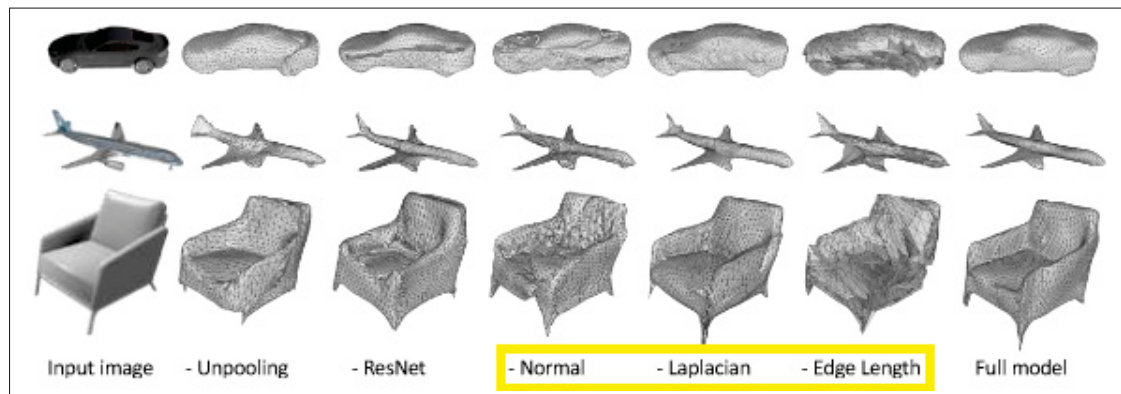 Input image - Unpooling - ResNet - Normal - Laplacian - Edge Length Full model